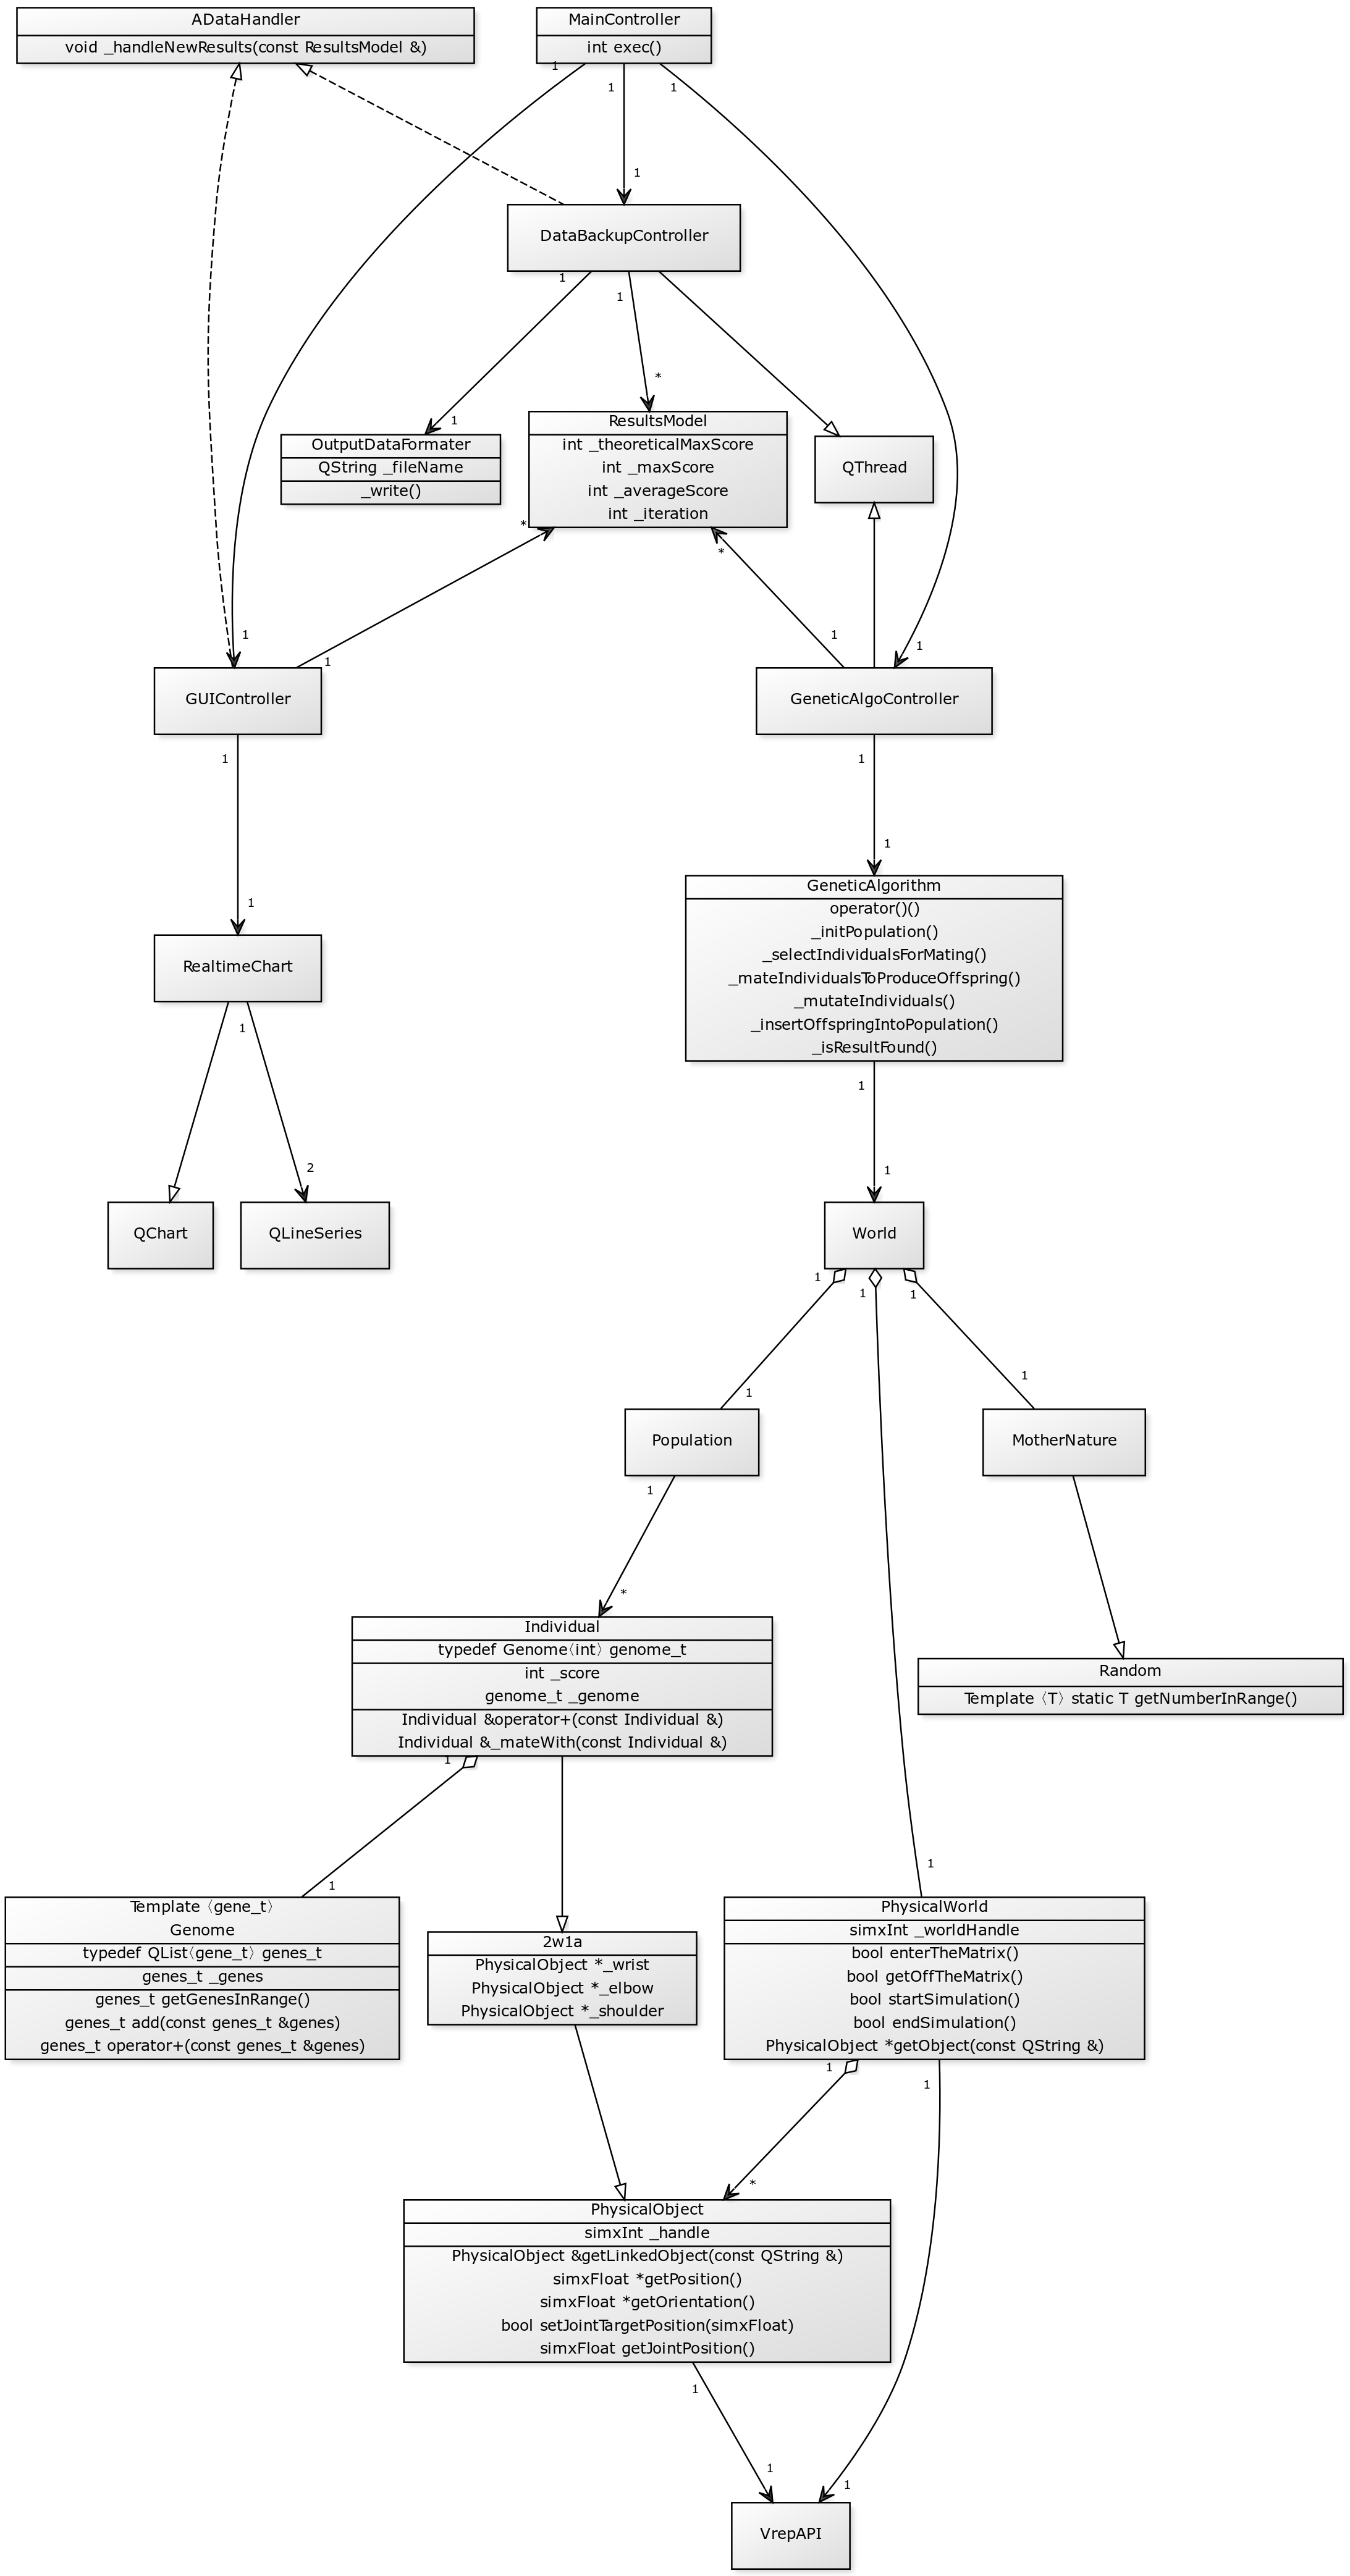 ADataHandler
void _handleNewResults(const ResultsModel &)
MainController
int exec()
1
1
1
1
DataBackupController
1
1
*
1
OutputDataFormater
QString _fileName
_write()
ResultsModel
int _theoreticalMaxScore
int _maxScore
int _averageScore
int _iteration
QThread
*
*
1
1
1
1
GUIController
GeneticAlgoController
1
1
1
1
GeneticAlgorithm
operator()()
_initPopulation()
_selectIndividualsForMating()
_mateIndividualsToProduceOffspring()
_mutateIndividuals()
_insertOffspringIntoPopulation()
_isResultFound()
RealtimeChart
1
2
1
1
QChart
QLineSeries
World
1
1
1
1
1
Population
MotherNature
1
*
Individual
typedef Genome〈int〉 genome_t
int _score
genome_t _genome
Individual &operator+(const Individual &)
Individual &_mateWith(const Individual &)
Random
Template 〈T〉 static T getNumberInRange()
1
1
1
Template 〈gene_t〉
Genome
typedef QList〈gene_t〉 genes_t
genes_t _genes
genes_t getGenesInRange()
genes_t add(const genes_t &genes)
genes_t operator+(const genes_t &genes)
2w1a
PhysicalObject *_wrist
PhysicalObject *_elbow
PhysicalObject *_shoulder
PhysicalWorld
simxInt _worldHandle
bool enterTheMatrix()
bool getOffTheMatrix()
bool startSimulation()
bool endSimulation()
PhysicalObject *getObject(const QString &)
1
1
*
PhysicalObject
simxInt _handle
PhysicalObject &getLinkedObject(const QString &)
simxFloat *getPosition()
simxFloat *getOrientation()
bool setJointTargetPosition(simxFloat)
simxFloat getJointPosition()
1
1
1
VrepAPI